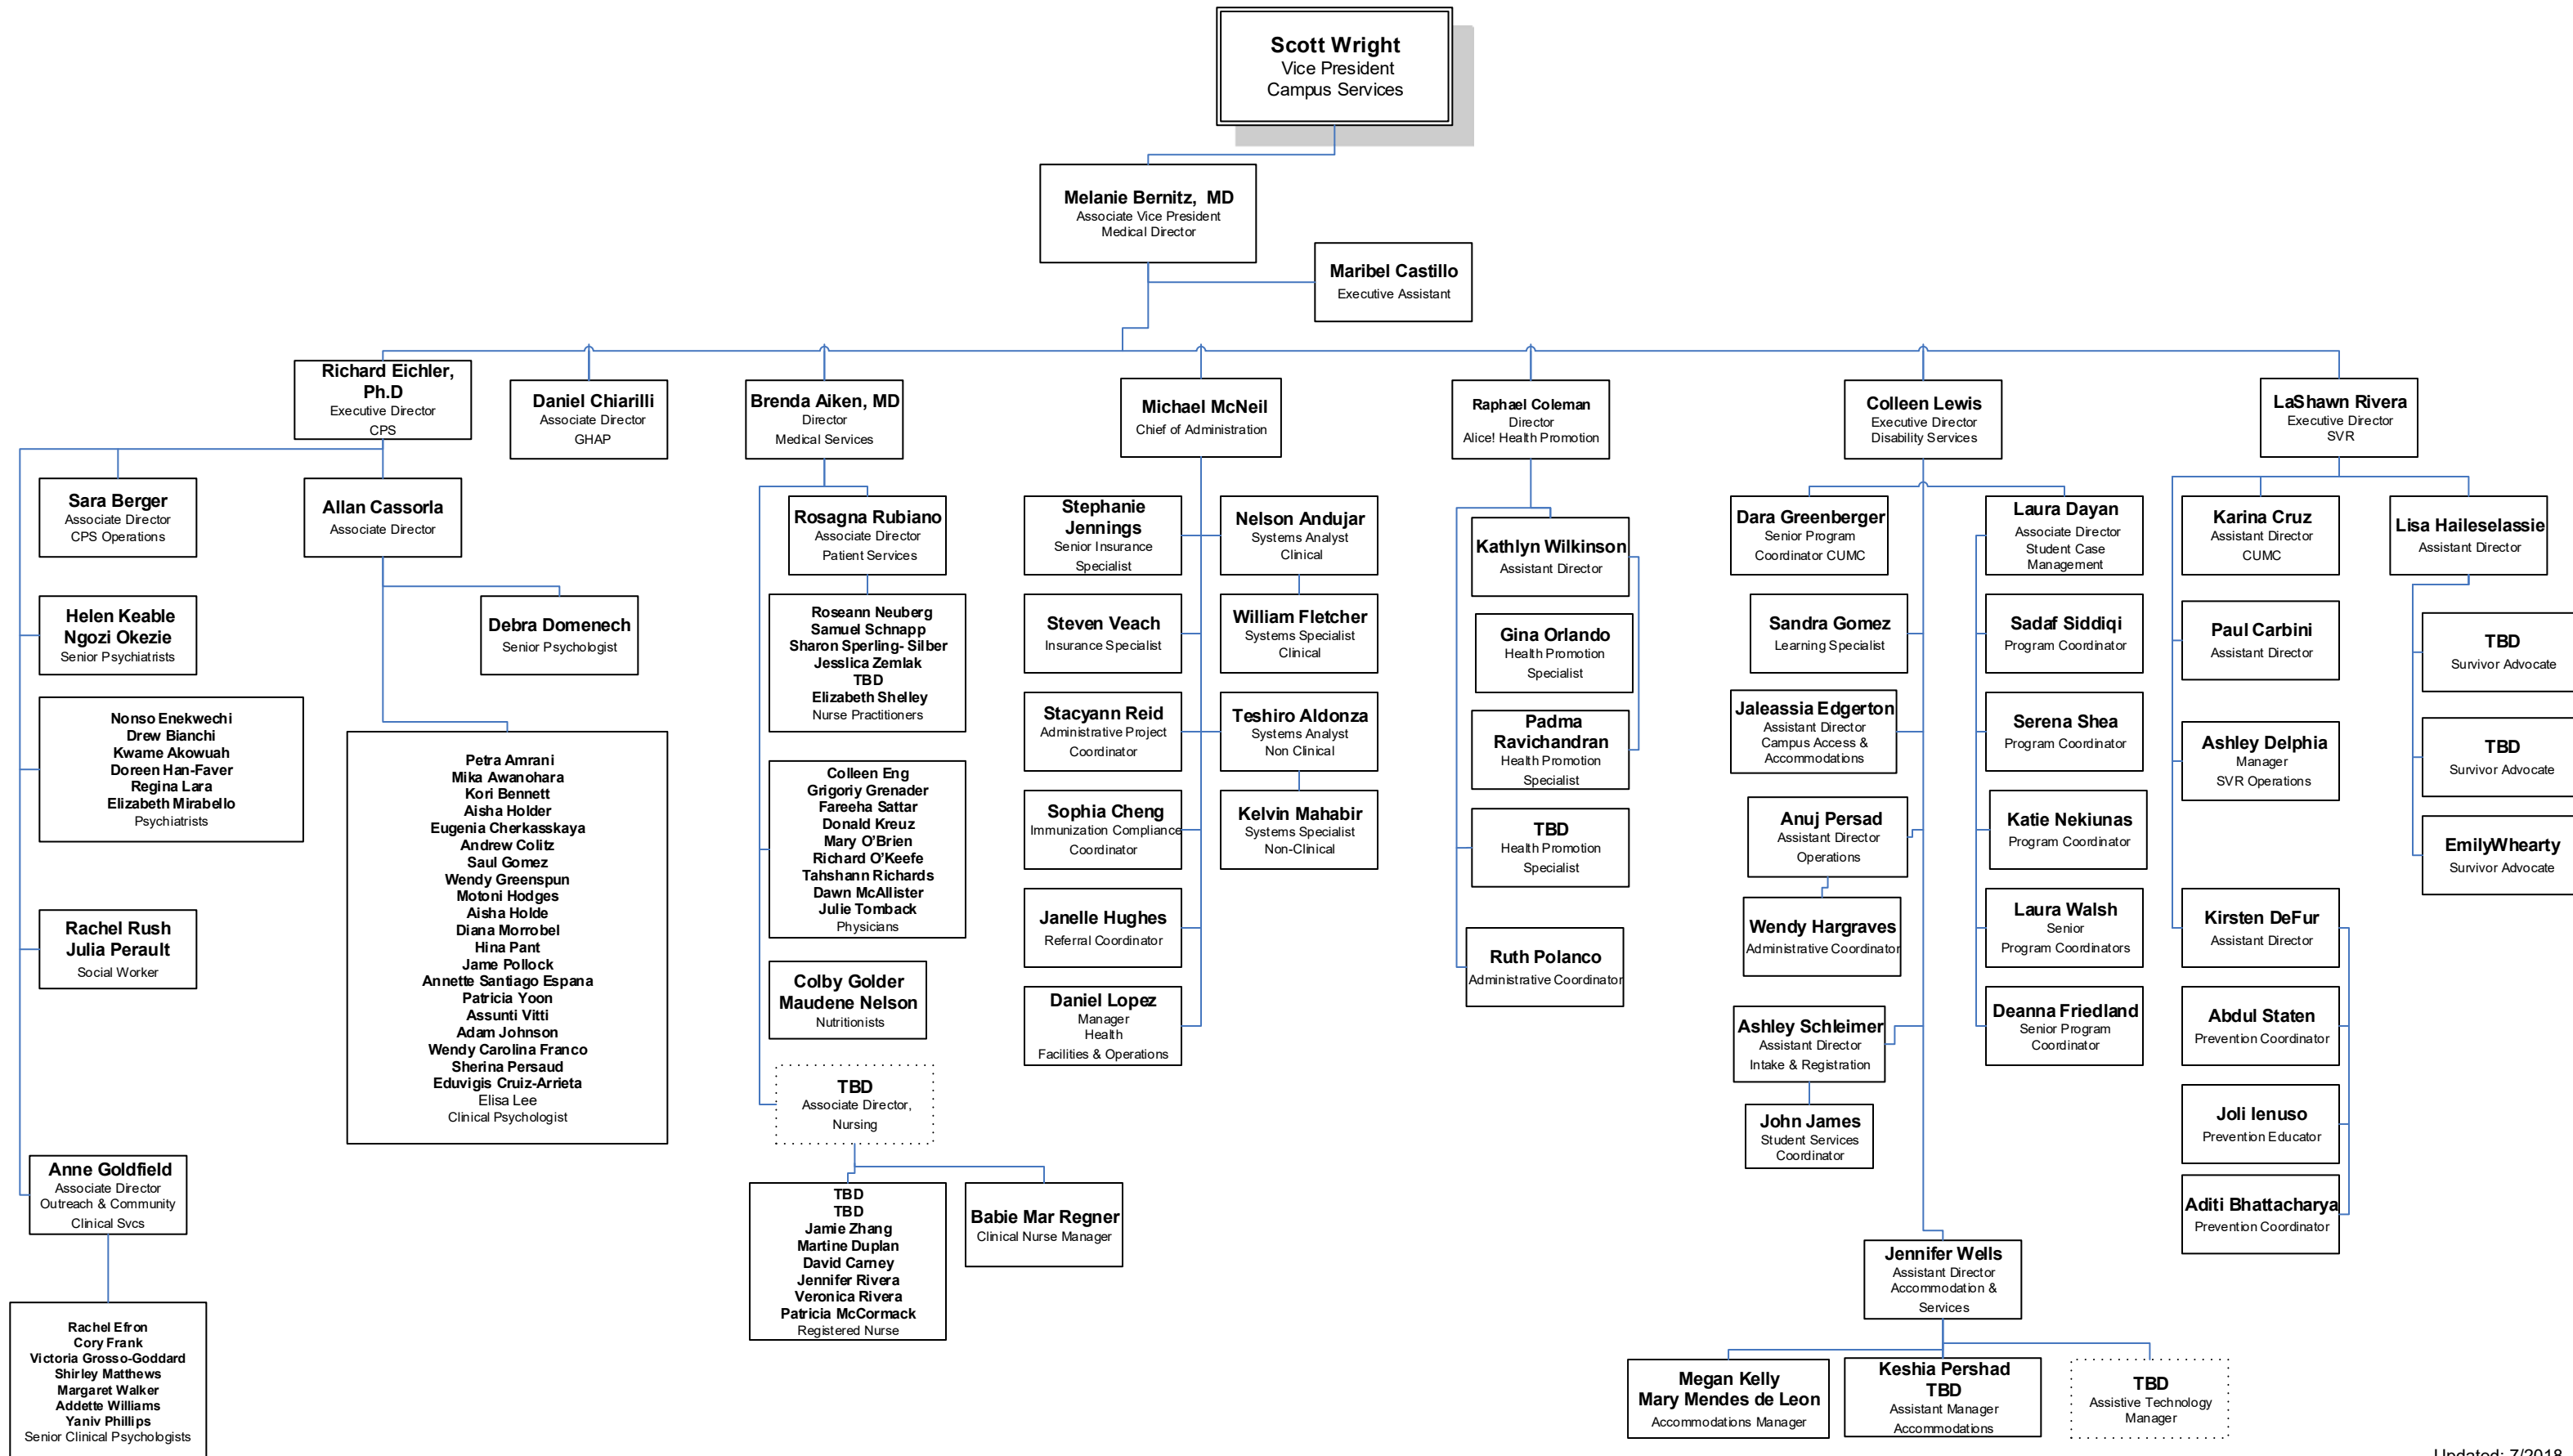 Scott Wright
Vice President
Campus Services
Melanie Bernitz,  MD
Associate Vice President
Medical Director
Maribel Castillo
Executive Assistant
Richard Eichler,
Ph.D
Executive Director
CPS
Daniel Chiarilli
Associate Director
GHAP
Brenda Aiken, MD
Director
Medical Services
Michael McNeil
Chief of Administration
Raphael Coleman
Director
Alice! Health Promotion
Colleen Lewis
Executive Director
Disability Services
LaShawn Rivera
Executive Director
SVR
Sara Berger
Associate Director
CPS Operations
Helen Keable
Ngozi Okezie
Senior Psychiatrists
Nonso Enekwechi
Drew Bianchi
Kwame Akowuah
Doreen Han-Faver
Regina Lara
Elizabeth Mirabello
Psychiatrists
Rachel Rush
Julia Perault
Social Worker
Anne Goldfield
Associate Director
Outreach & Community
Clinical Svcs
Rachel Efron
Cory Frank
Victoria Grosso-Goddard
Shirley Matthews
Margaret Walker
Addette Williams
Yaniv Phillips
Senior Clinical Psychologists
Allan Cassorla
Associate Director
Debra Domenech
Senior Psychologist
Petra Amrani
Mika Awanohara
Kori Bennett
Aisha Holder
Eugenia Cherkasskaya
Andrew Colitz
Saul Gomez
Wendy Greenspun
Motoni Hodges
Aisha Holde
Diana Morrobel
Hina Pant
Jame Pollock
Annette Santiago Espana
Patricia Yoon
Assunti Vitti
Adam Johnson
Wendy Carolina Franco
Sherina Persaud
Eduvigis Cruiz-Arrieta
Elisa Lee
Clinical Psychologist
Rosagna Rubiano
Associate Director
Patient Services
Roseann Neuberg
Samuel Schnapp
Sharon Sperling- Silber
Jesslica Zemlak
TBD
Elizabeth Shelley
Nurse Practitioners
Colleen Eng
Grigoriy Grenader
Fareeha Sattar
Donald Kreuz
Mary O’Brien
Richard O’Keefe
Tahshann Richards
Dawn McAllister
Julie Tomback
Physicians
Colby Golder
Maudene Nelson
Nutritionists
TBD
Associate Director,
Nursing
TBD
TBD
Jamie Zhang
Martine Duplan
David Carney
Jennifer Rivera
Veronica Rivera
Patricia McCormack
Registered Nurse
Babie Mar Regner
Clinical Nurse Manager
Stephanie
Jennings
Senior Insurance
Specialist
Steven Veach
Insurance Specialist
Stacyann Reid
Administrative Project
Coordinator
Sophia Cheng
Immunization Compliance
Coordinator
Janelle Hughes
Referral Coordinator
Daniel Lopez
Manager
Health
Facilities & Operations
Nelson Andujar
Systems Analyst
Clinical
William Fletcher
Systems Specialist
Clinical
Teshiro Aldonza
Systems Analyst
Non Clinical
Kelvin Mahabir
Systems Specialist
Non-Clinical
Kathlyn Wilkinson
Assistant Director
Gina Orlando
Health Promotion
Specialist
Padma
Ravichandran
Health Promotion
Specialist
TBD
Health Promotion
Specialist
Ruth Polanco
Administrative Coordinator
Dara Greenberger
Senior Program
Coordinator CUMC
Sandra Gomez
Learning Specialist
Jaleassia Edgerton
Assistant Director
Campus Access &
Accommodations
Anuj Persad
Assistant Director
Operations
Wendy Hargraves
Administrative Coordinator
Ashley Schleimer
Assistant Director
Intake & Registration
John James
Student Services
Coordinator
Laura Dayan
Associate Director
Student Case
Management
Sadaf Siddiqi
Program Coordinator
Serena Shea
Program Coordinator
Katie Nekiunas
Program Coordinator
Laura Walsh
Senior
Program Coordinators
Deanna Friedland
Senior Program
Coordinator
Jennifer Wells
Assistant Director
Accommodation &
Services
Megan Kelly
Mary Mendes de Leon
Accommodations Manager
Keshia Pershad
TBD
Assistant Manager
Accommodations
TBD
Assistive Technology
Manager
Karina Cruz
Assistant Director
CUMC
Paul Carbini
Assistant Director
Ashley Delphia
Manager
SVR Operations
Kirsten DeFur
Assistant Director
Abdul Staten
Prevention Coordinator
Joli Ienuso
Prevention Educator
Aditi Bhattacharya
Prevention Coordinator
Lisa Haileselassie
Assistant Director
TBD
Survivor Advocate
TBD
Survivor Advocate
EmilyWhearty
Survivor Advocate
Updated: 7/2018